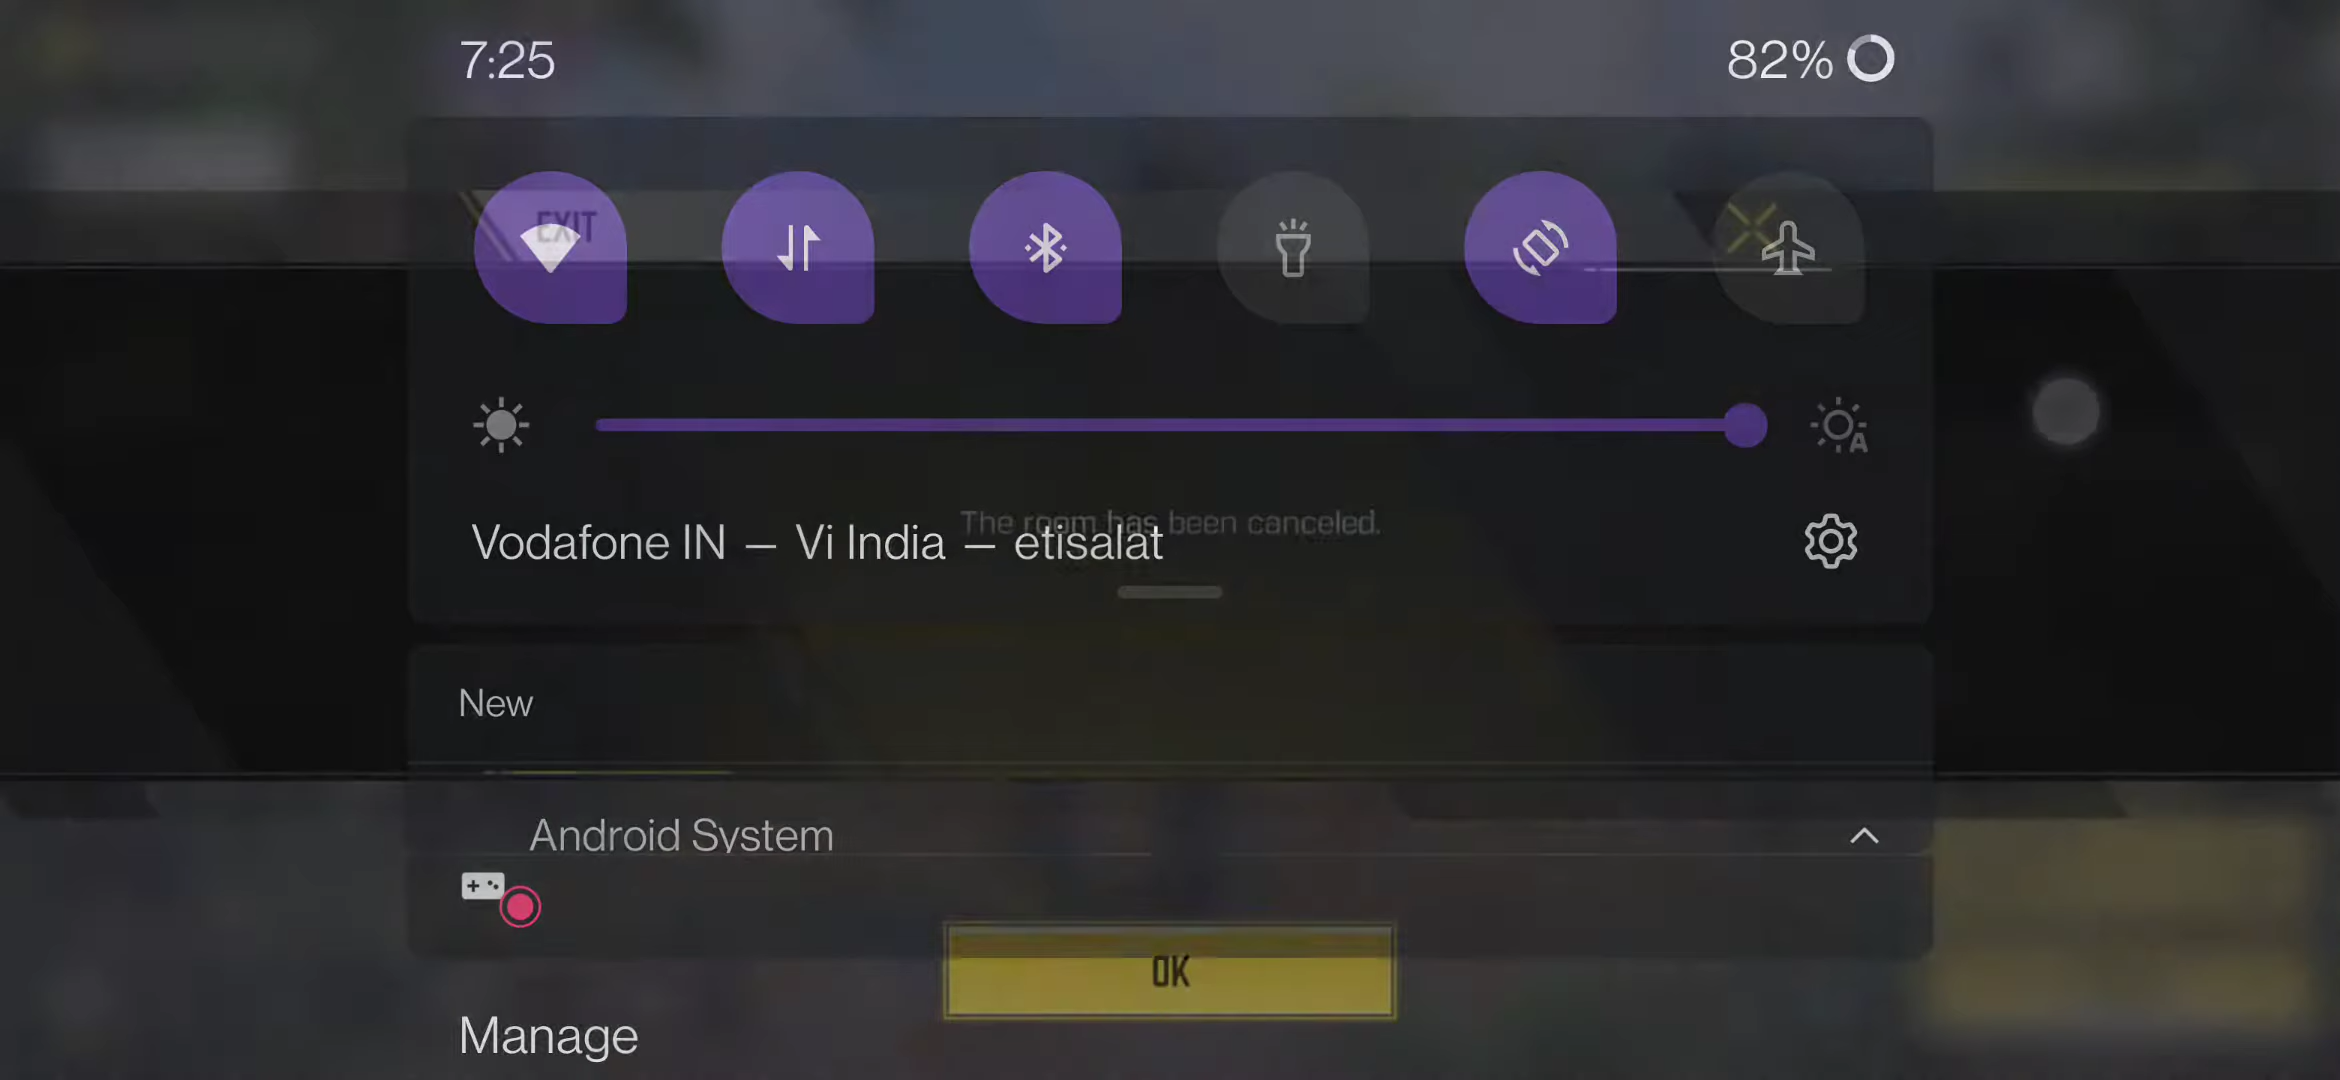 7:25
82%
EXIT
The room has been canceled.
Vodafone IN — Vi India — etisalat
New
Android System
OK
Manage